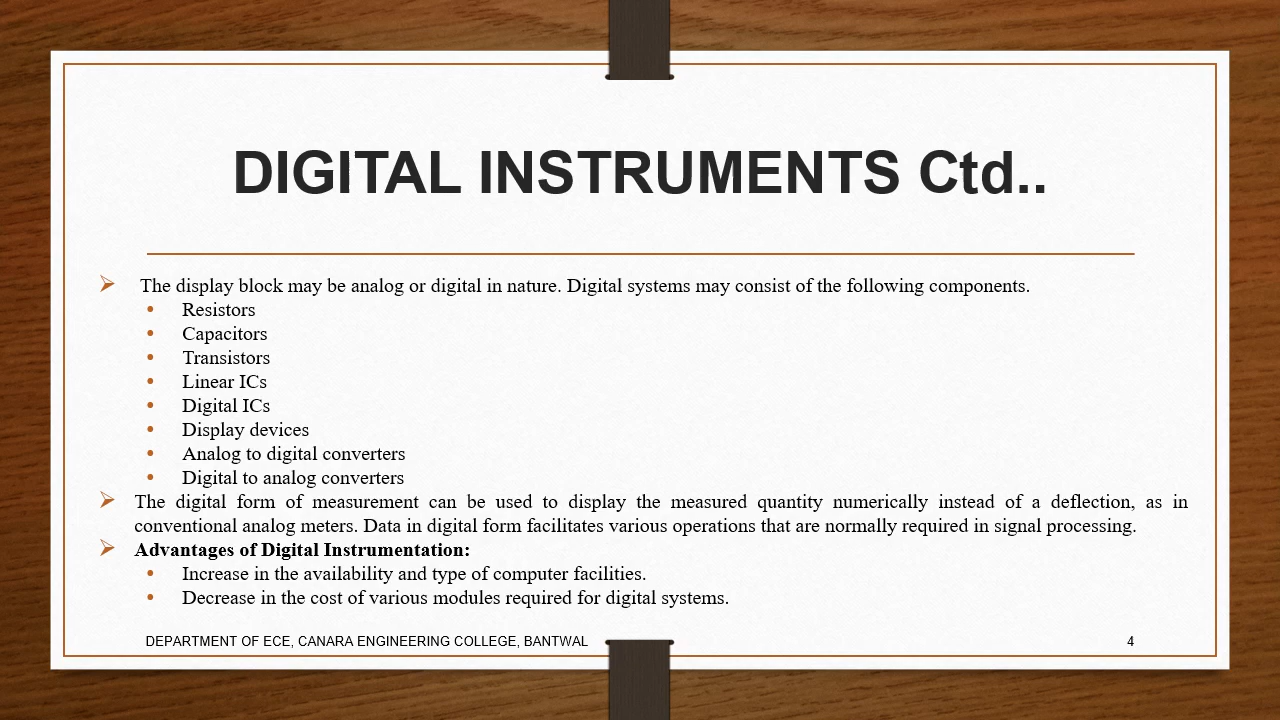 DIGITAL INSTRUMENTS Ctd..
The display block may be analog or digital in nature. Digital systems may consist of the following components.
Resistors
Capacitors
Transistors
Linear ICs
Digital ICs
Display devices
Analog to digital converters
Digital to analog converters
The digital form of measurement can be used to display the measured quantity numerically instead of a deflection, as in
conventional analog meters. Data in digital form facilitates various operations that are normally required in signal processing.
Advantages of Digital Instrumentation:
Increase in the availability and type of computer facilities.
Decrease in the cost of various modules required for digital systems.
DEPARTMENT OF ECE, CANARA ENGINEERING COLLEGE, BANTWAL 4